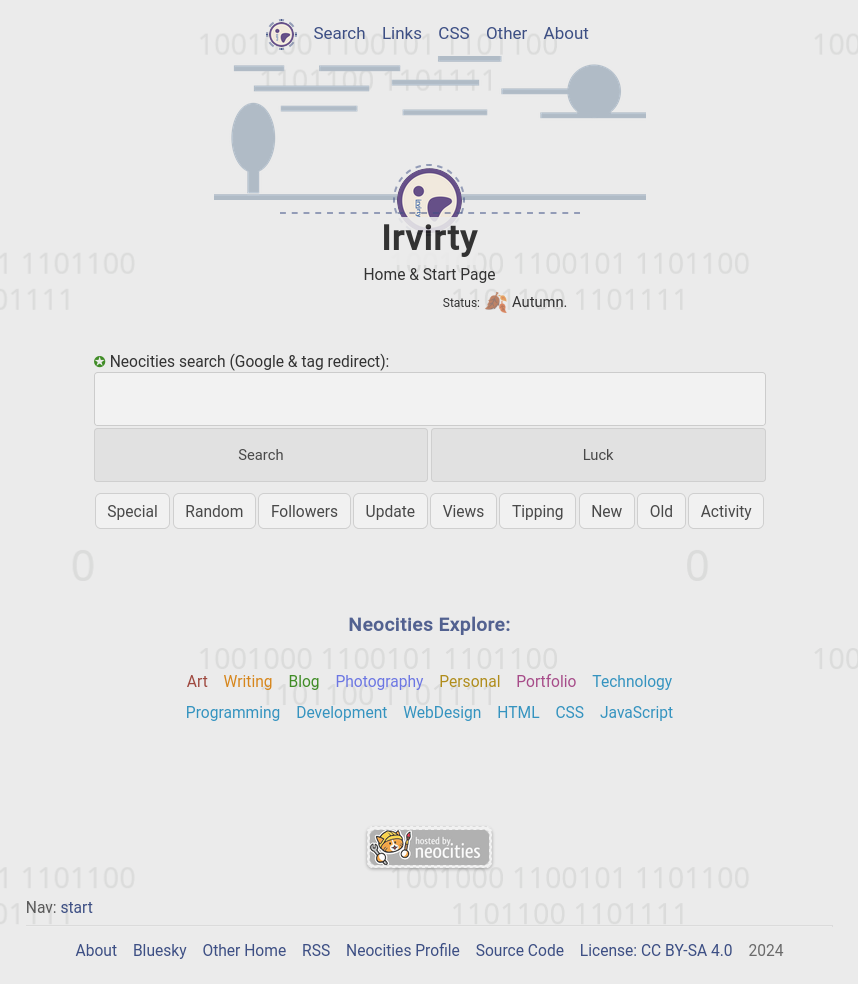 Search Links CSS Other About
1001000 1100101 1101100
100
1101100 1101111
Irvirty
1 1101100
1100101 1101100
01111
1101100 1101111
Home & Start Page
Status: Autumn.
Neocities search (Google & tag redirect):
Search Luck
Special Random Followers Update Views Tipping New Old Activity
0 0
Neocities Explore:
1001000 1100101 1101100
100
Art Writing Blog Photography Personal Portfolio Technology
1101100 1101111
Programming Development WebDesign HTML CSS JavaScript
hosted by
neocities
1 1101100
1001000 1100101 1101100
Nav: start
01111
1101100 1101111
About Bluesky Other Home RSS Neocities Profile Source Code License: CC BY-SA 4.0 2024